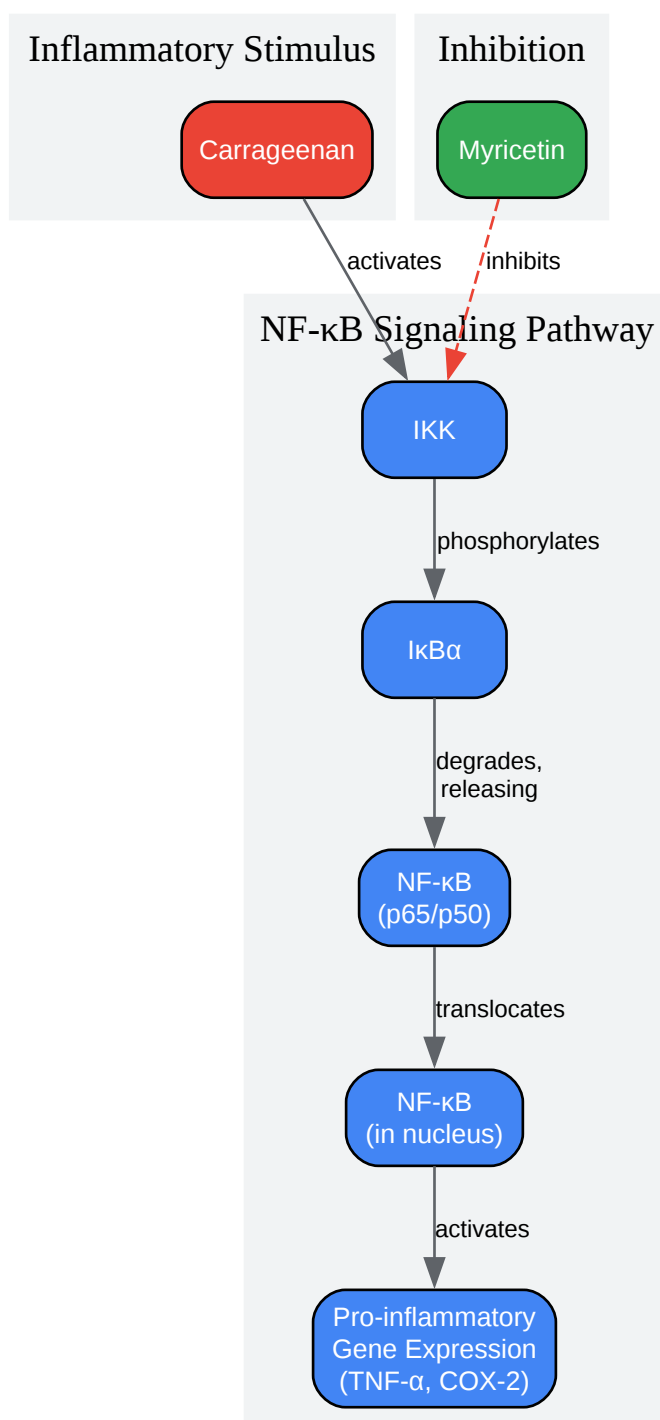 Inflammatory Stimulus
Inhibition
Carrageenan
Myricetin
activates
inhibits
NF-κB Signaling Pathway
IKK
phosphorylates
IκBα
degrades,
releasing
NF-κB
(p65/p50)
translocates
NF-κB
(in nucleus)
activates
Pro-inflammatory
Gene Expression
(TNF-α, COX-2)